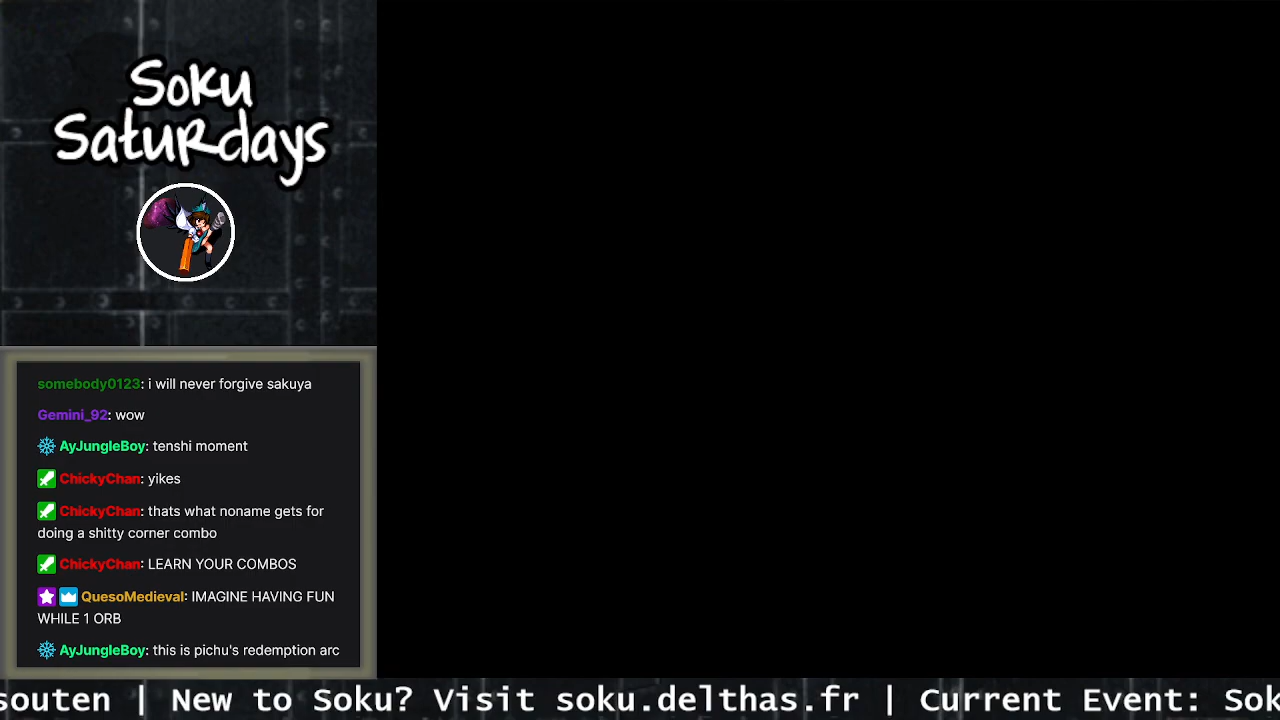 Soku
Saturdays
somebody0123: i will never forgive sakuya
Gemini_92: wow
AyJungleBoy: tenshi moment
ChickyChan: yikes
ChickyChan: thats what noname gets for
doing a shitty corner combo
ChickyChan: LEARN YOUR COMBOS
QuesoMedieval: IMAGINE HAVING FUN
WHILE 1 ORB
AyJungleBoy: this is pichu's redemption arc
souten | New to Soku? Visit soku.delthas.fr | Current Event: Sok